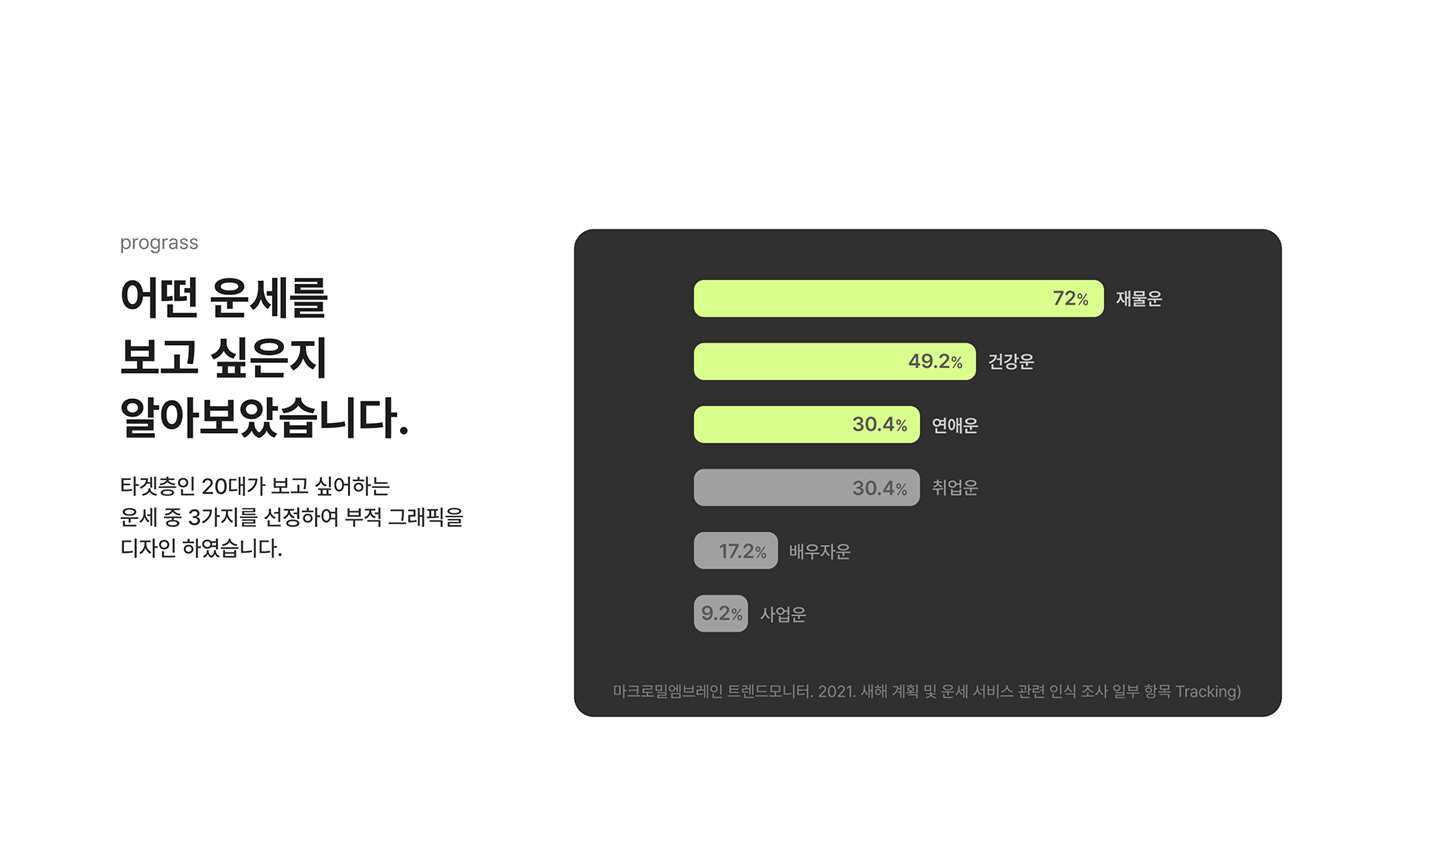 prograss
어떤 운세를
보고 싶은지
알아보았습니다.
타겟층인 20대가 보고 싶어하는
운세 중 3가지를 선정하여 부적 그래픽을
디자인 하였습니다.
72% 재물운
49.2% 건강운
30.4% 연애운
30.4% 취업운
17.2% 배우자운
9.2% 사업운
마크로밀엠브레인 트렌드모니터. 2021. 새해 계획 및 운세 서비스 관련 인식 조사 일부 항목 Tracking)